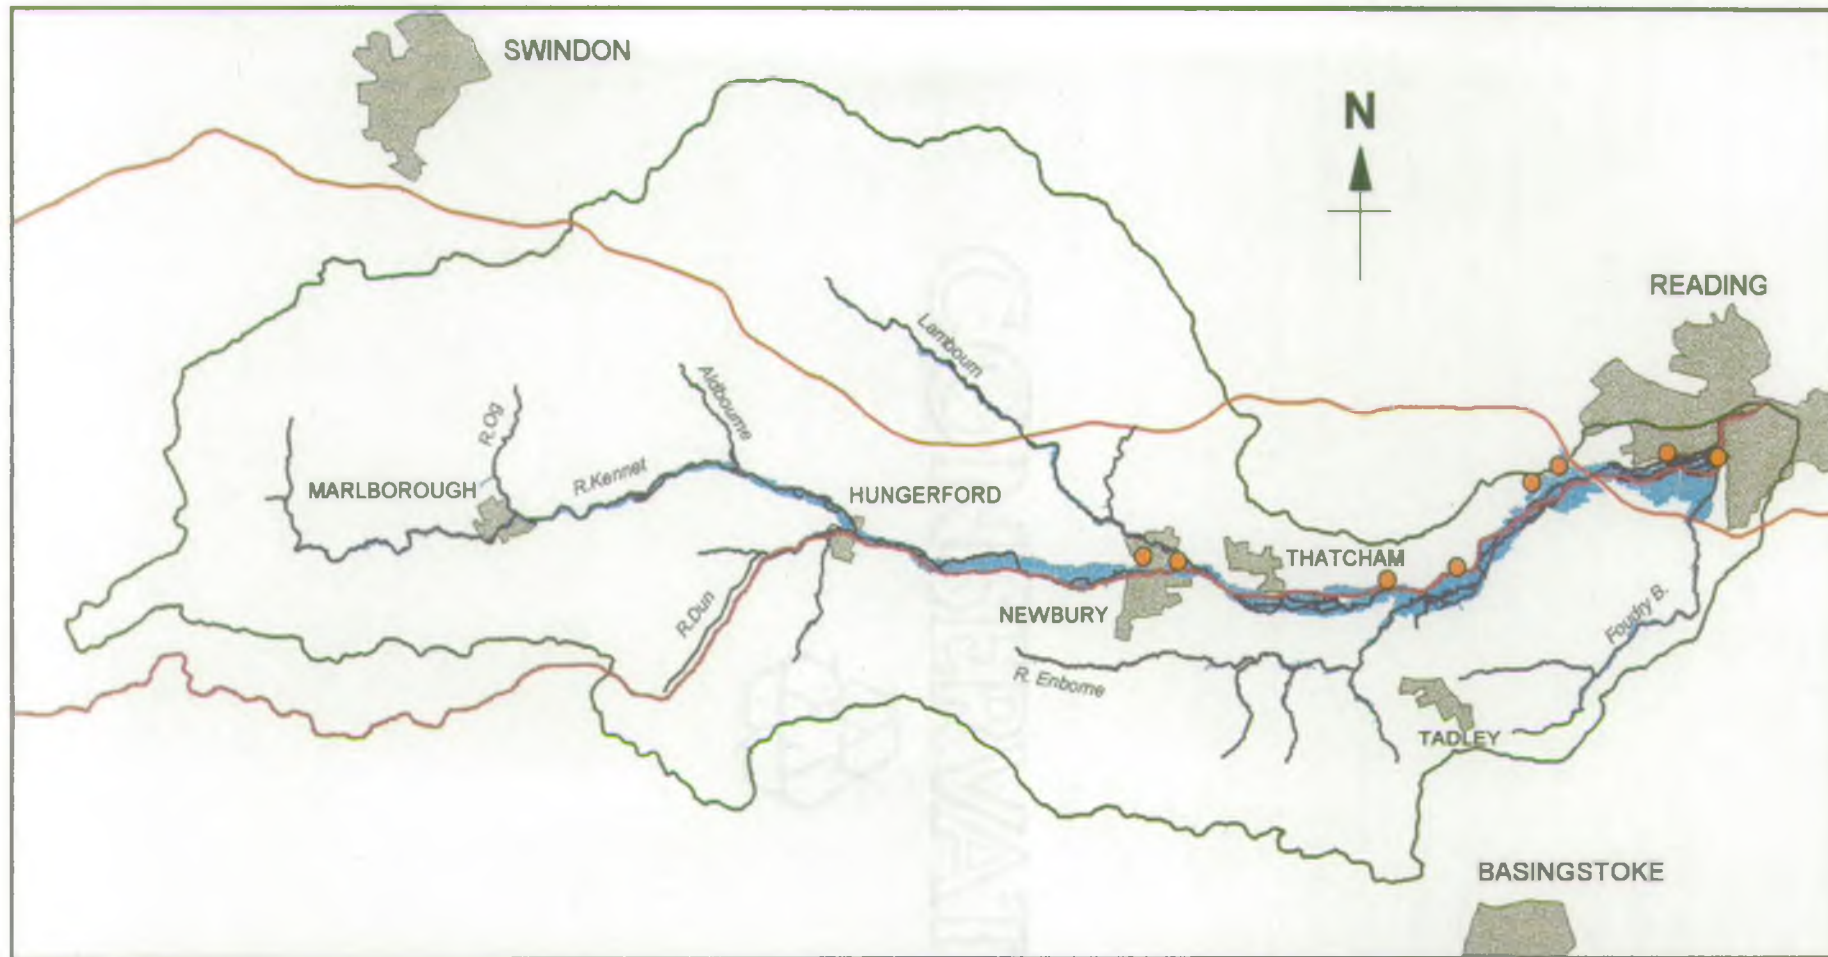 SWINDON
N
READING
Lambourn
Aldbourne
R.Og
R.Kennet
MARLBOROUGH
HUNGERFORD
THATCHAM
NEWBURY
R.Dun
R. Enborne
Foudry B.
TADLEY
BASINGSTOKE